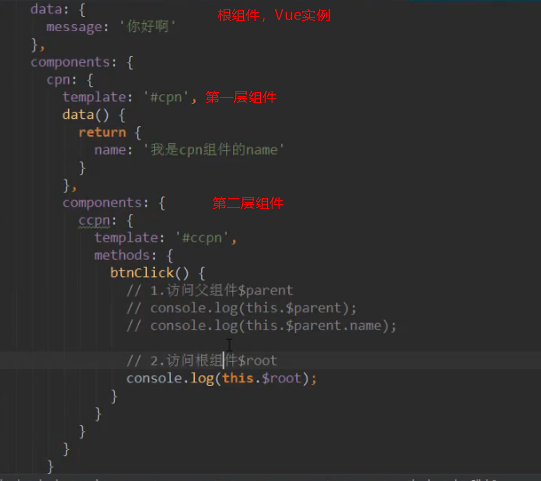 data: {                    根组件，Vue实例
  message: '你好啊'
},
components: {
  cpn: {
    template: '#cpn', 第一层组件
    data() {
      return {
        name: '我是cpn组件的name'
      }
    },
    components: {      第二层组件
      ccpn: {
        template: '#ccpn',
        methods: {
          btnClick() {
            // 1.访问父组件$parent
            // console.log(this.$parent);
            // console.log(this.$parent.name);

            // 2.访问根组件$root
            console.log(this.$root);
          }
        }
      }
    }
  }